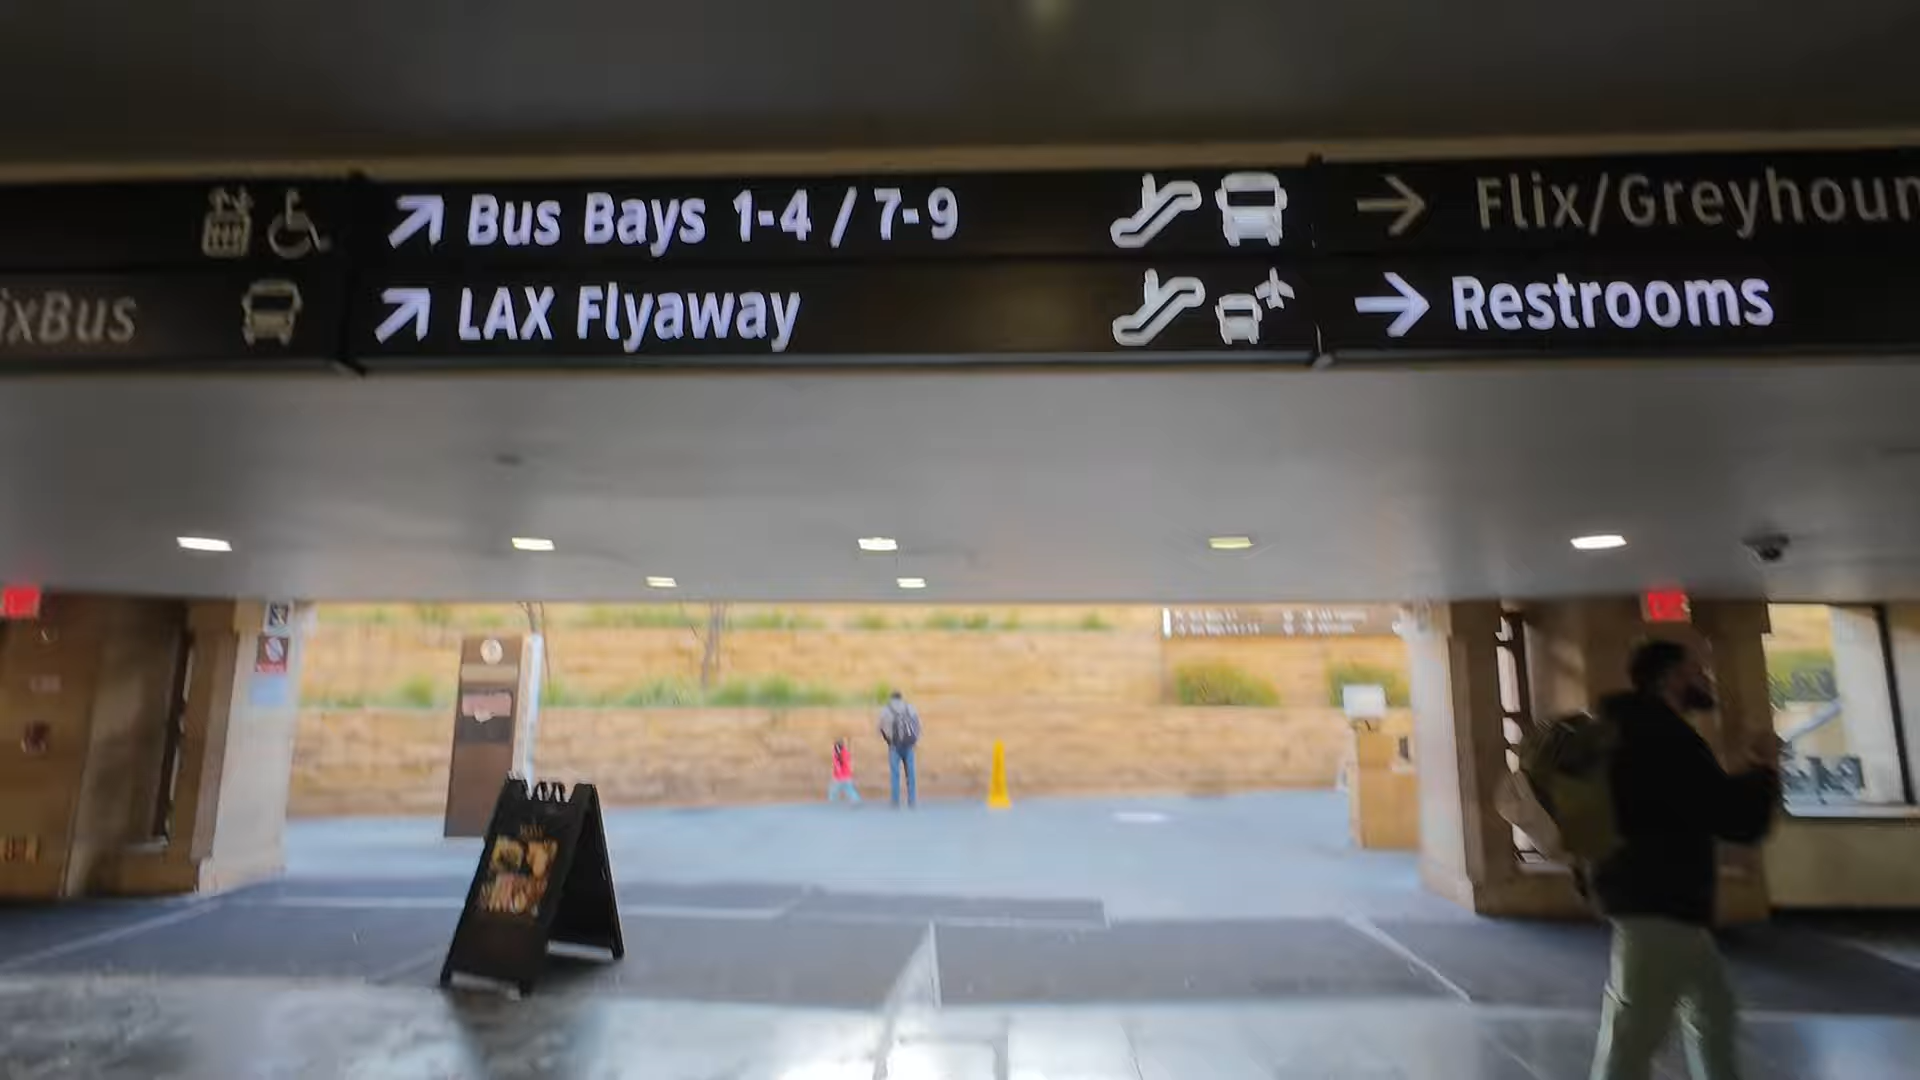 Bus Bays 1-4 / 7-9
LAX Flyaway
ixBus
Flix/Greyhoun
Restrooms